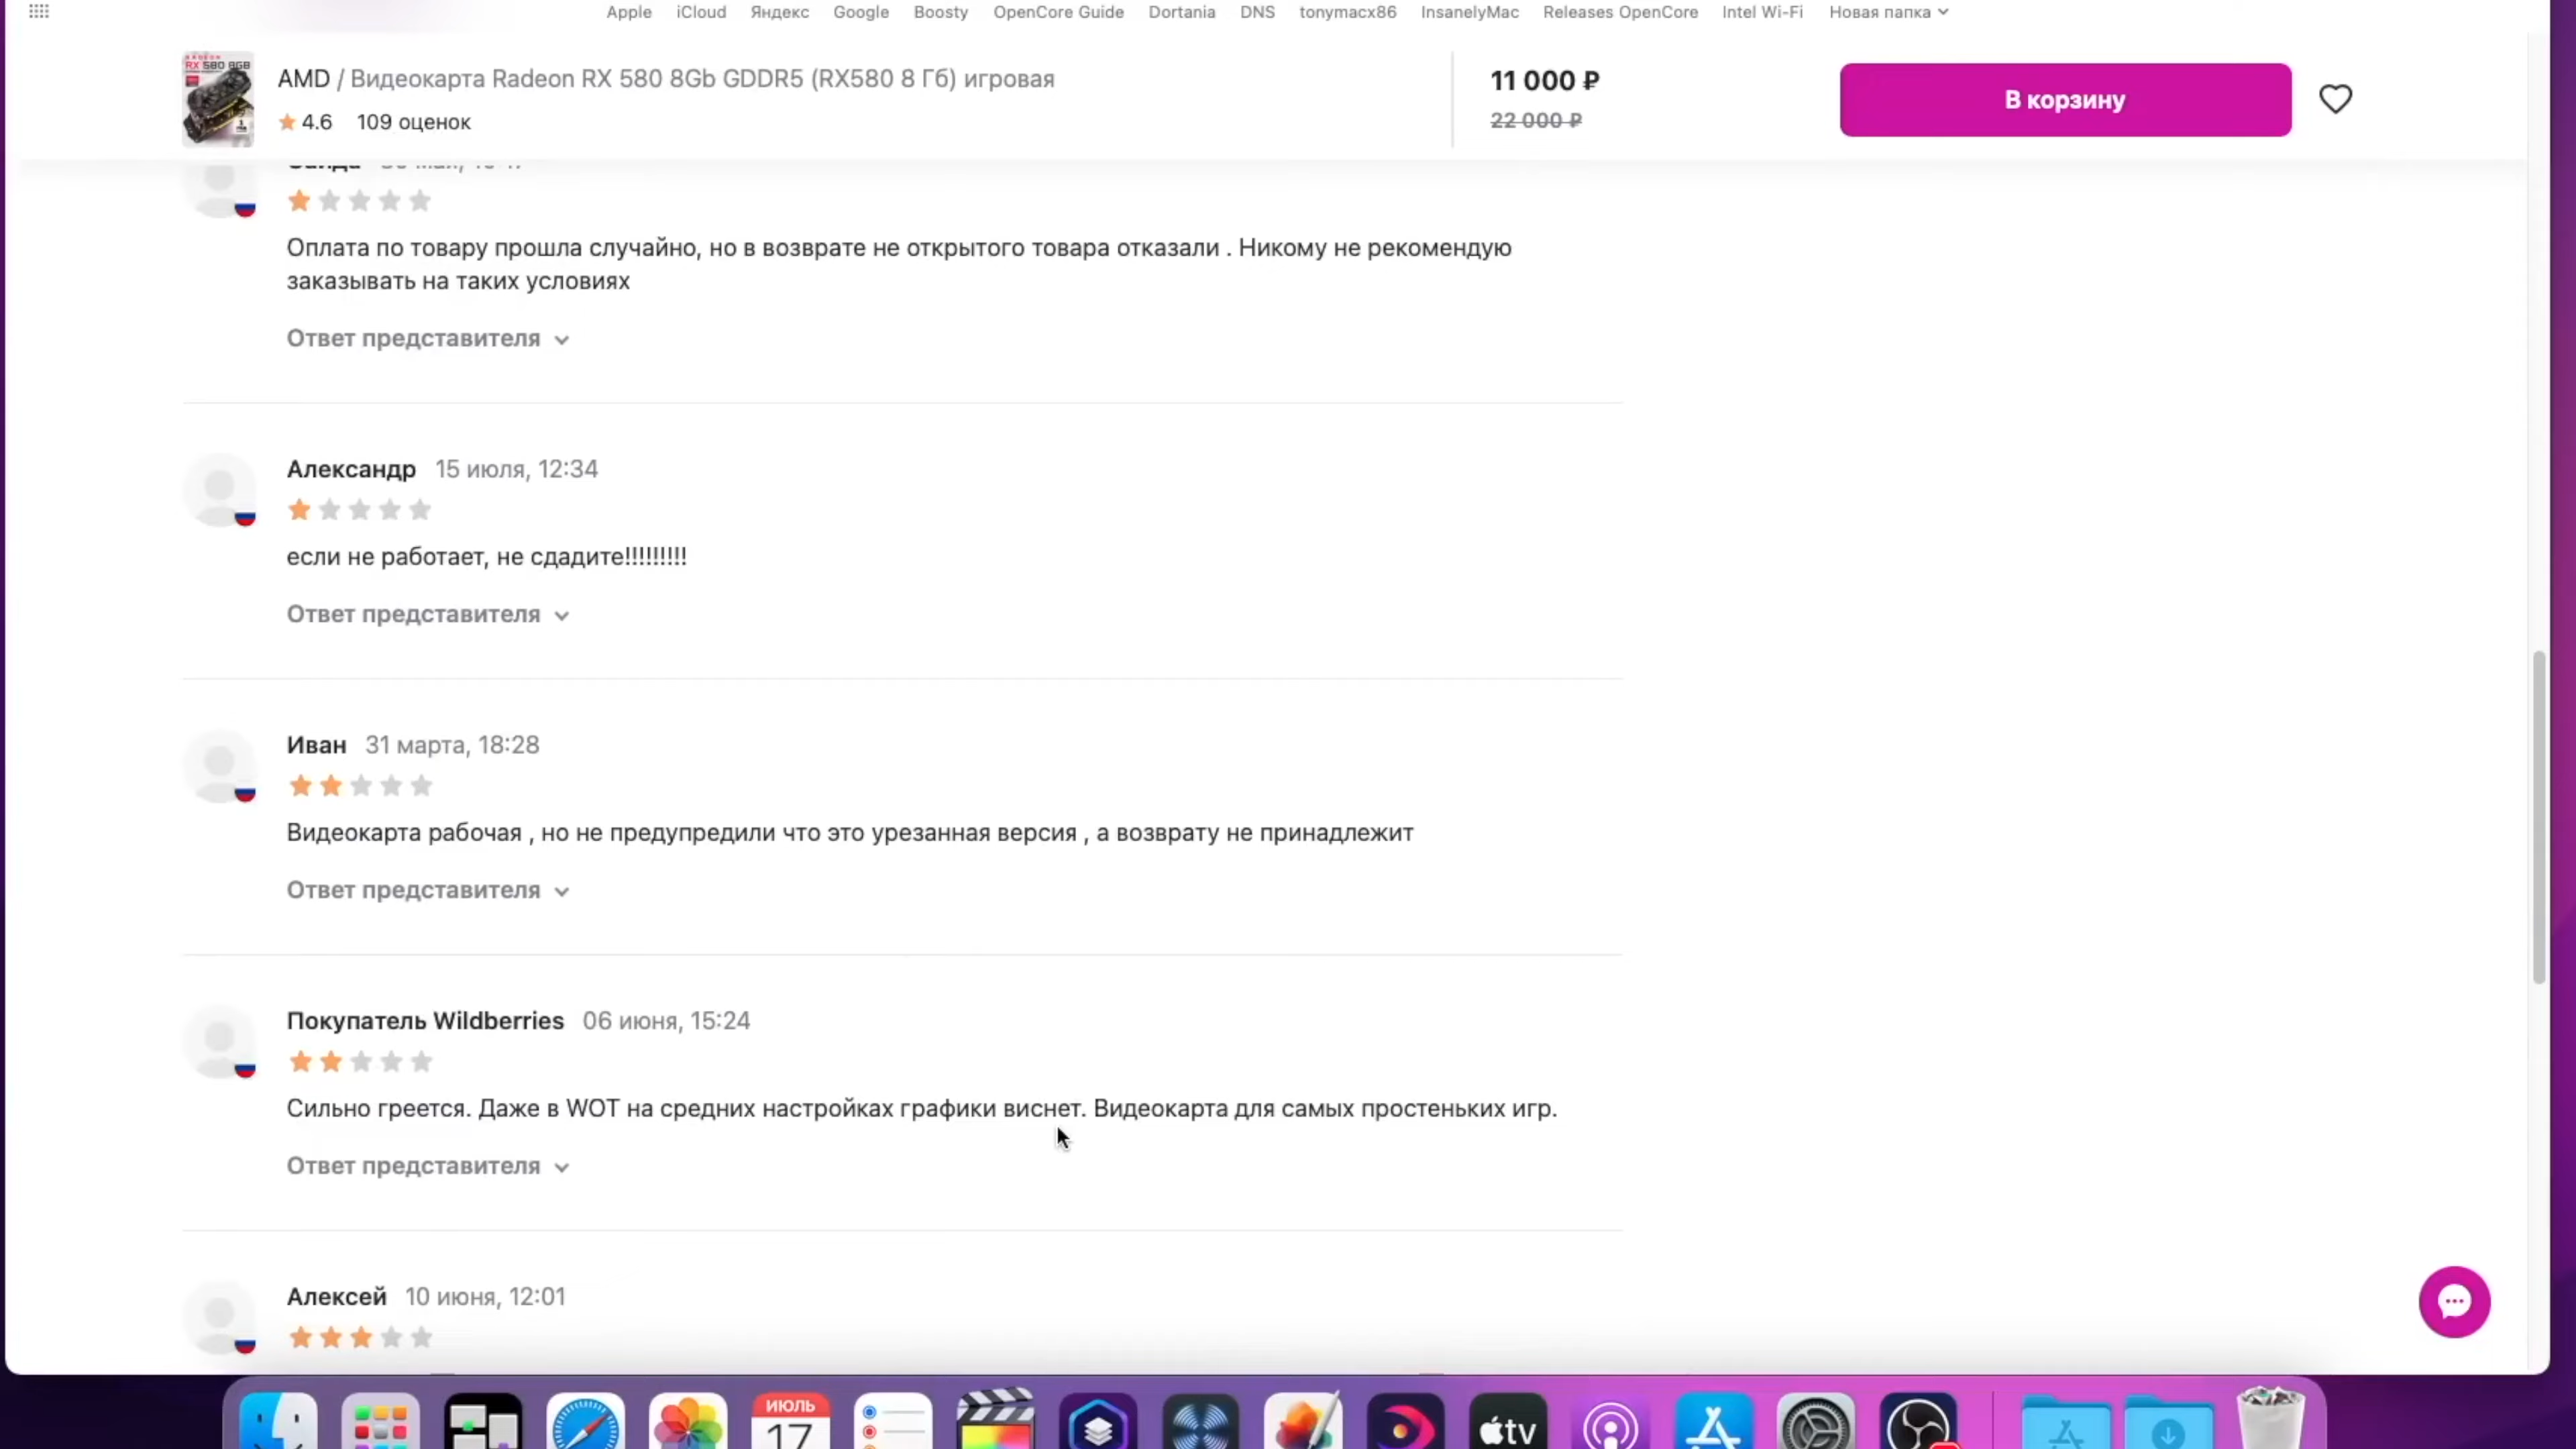 Apple iCloud Яндекс Google Boosty OpenCore Guide Dortania DNS tonymacx86 InsanelyMac Releases OpenCore Intel Wi-Fi Новая папка
RX 580 8GB
AMD / Видеокарта Radeon RX 580 8Gb GDDR5 (RX580 8 Гб) игровая
4.6 109 оценок
11 000 ₽
22 000 ₽
В корзину
Оплата по товару прошла случайно, но в возврате не открытого товара отказали . Никому не рекомендую
заказывать на таких условиях
Ответ представителя
Александр 15 июля, 12:34
если не работает, не сдадите!!!!!!!!!
Ответ представителя
Иван 31 марта, 18:28
Видеокарта рабочая , но не предупредили что это урезанная версия , а возврату не принадлежит
Ответ представителя
Покупатель Wildberries 06 июня, 15:24
Сильно греется. Даже в WOT на средних настройках графики виснет. Видеокарта для самых простеньких игр.
Ответ представителя
Алексей 10 июня, 12:01
ИЮЛЬ
17
tv